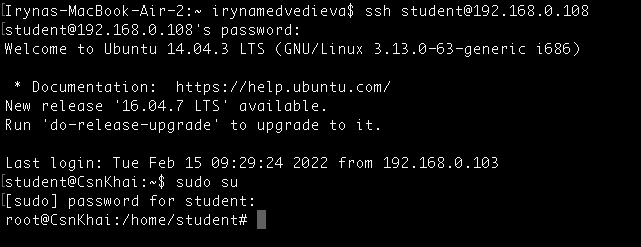 [Irynas-MacBook-Air-2:~ irynamedvedieva$ ssh student@192.168.0.108
[student@192.168.0.108's password:
Welcome to Ubuntu 14.04.3 LTS (GNU/Linux 3.13.0-63-generic i686)
* Documentation:  https://help.ubuntu.com/
New release '16.04.7 LTS' available.
Run 'do-release-upgrade' to upgrade to it.
Last login: Tue Feb 15 09:29:24 2022 from 192.168.0.103
[student@CsnKhai:~$ sudo su
[[sudo] password for student:
root@CsnKhai:/home/student#